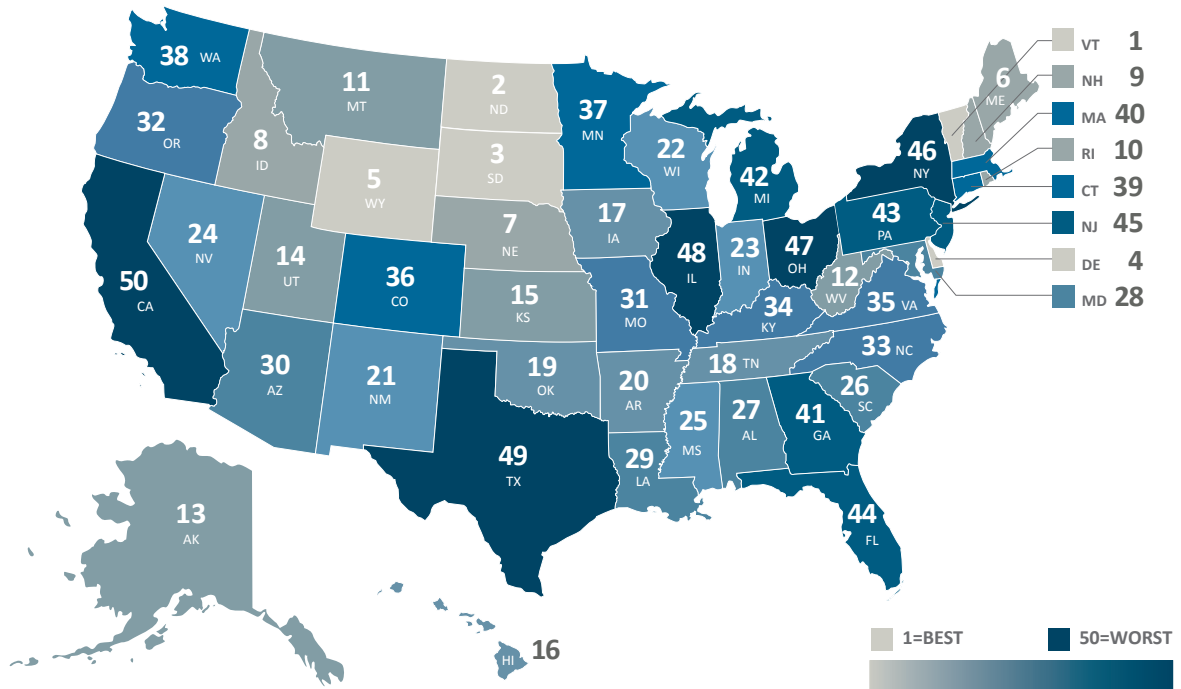 VT 1
6
ME
NH 9
38 WA
11
MT
2
ND
37
MN
MA 40
32
OR
8
ID
3
SD
22
WI
46
NY
RI 10
5
WY
42
MI
CT 39
7
NE
17
IA
43
PA
NJ 45
24
NV
14
UT
48
IL
23
IN
47
OH
DE 4
50
CA
36
CO
15
KS
31
MO
12
WV
34
KY
35 VA
MD 28
30
AZ
21
NM
19
OK
20
AR
18 TN
33 NC
26
SC
25
MS
27
AL
41
GA
49
TX
29
LA
44
FL
13
AK
16
HI
1=BEST
50=WORST